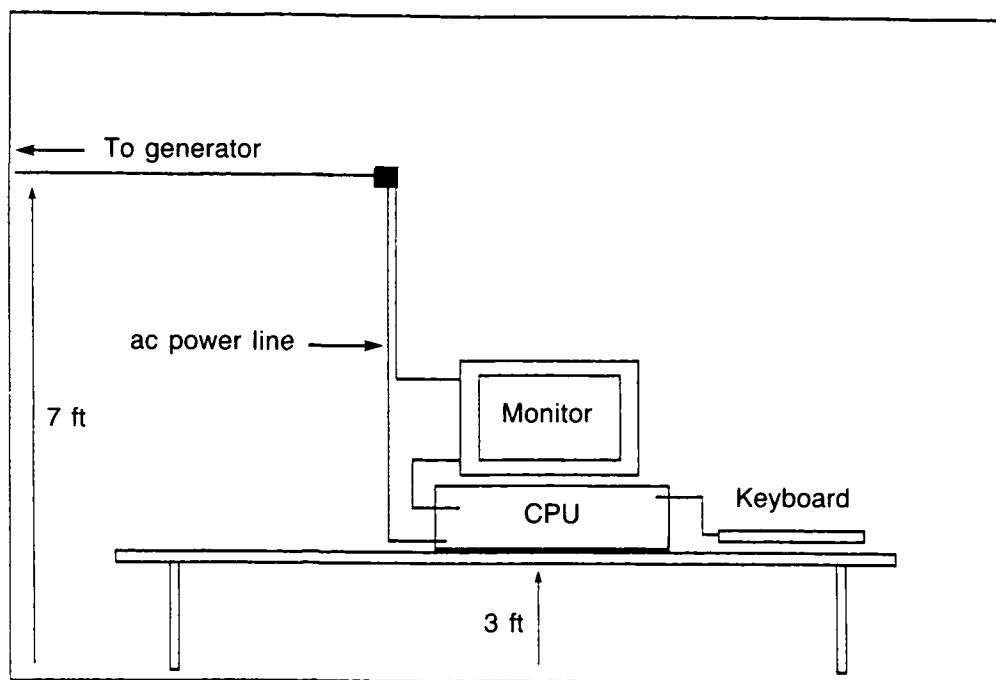 To generator
ac power line
7 ft
Monitor
CPU
Keyboard
3 ft